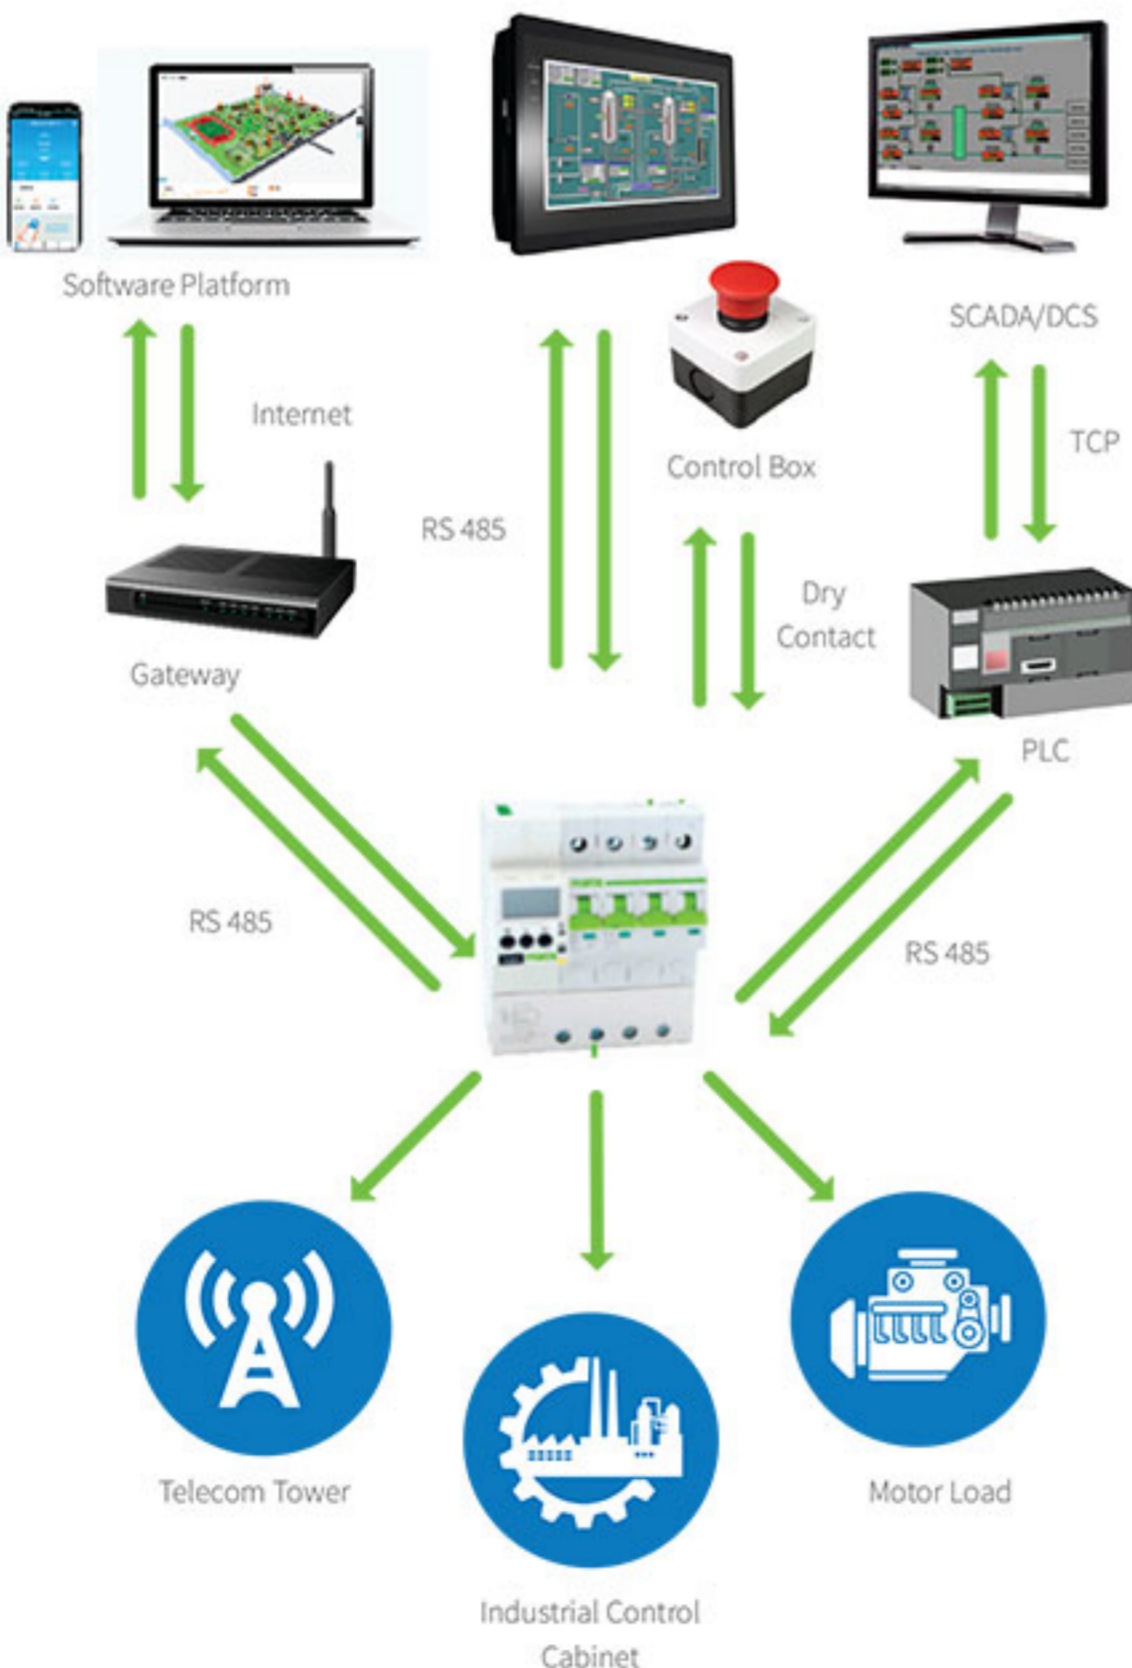 Software Platform
SCADA/DCS
Internet
TCP
Control Box
RS 485
Dry
Contact
Gateway
PLC
RS 485
RS 485
Telecom Tower
Motor Load
Industrial Control
Cabinet